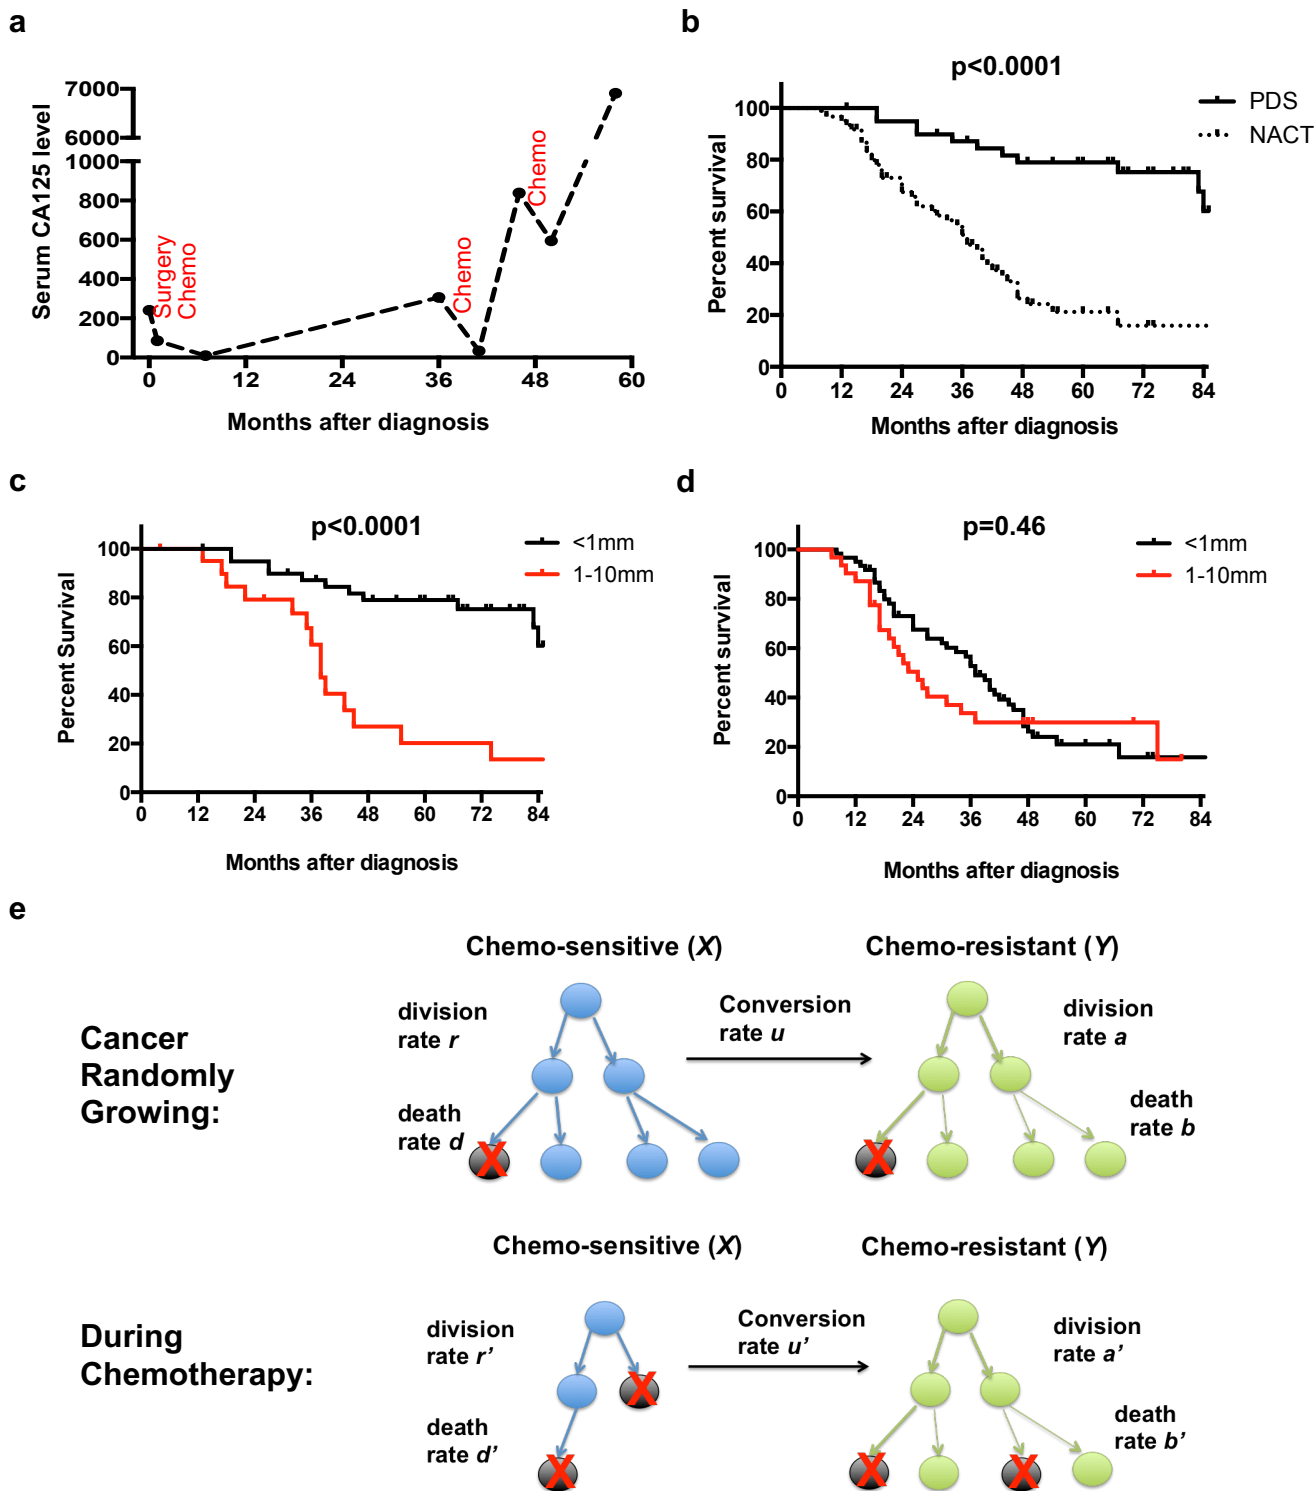 a
Serum CA125 level
7000
6000
1000
800
600
400
200
0
Surgery
Chemo
Chemo
Chemo
0
12
24
36
48
60
Months after diagnosis
b
p<0.0001
PDS
NACT
Percent survival
100
80
60
40
20
0
0
12
24
36
48
60
72
84
Months after diagnosis
c
p<0.0001
<1mm
1-10mm
Percent Survival
100
80
60
40
20
0
0
12
24
36
48
60
72
84
Months after diagnosis
d
p=0.46
<1mm
1-10mm
Percent survival
100
80
60
40
20
0
0
12
24
36
48
60
72
84
Months after diagnosis
e
Cancer
Randomly
Growing:
Chemo-sensitive (X)
division
rate r
death
rate d
X
Conversion
rate u
Chemo-resistant (Y)
division
rate a
death
rate b
X
During
Chemotherapy:
Chemo-sensitive (X)
division
rate r’
death
rate d’
X
X
Conversion
rate u’
Chemo-resistant (Y)
division
rate a’
death
rate b’
X
X